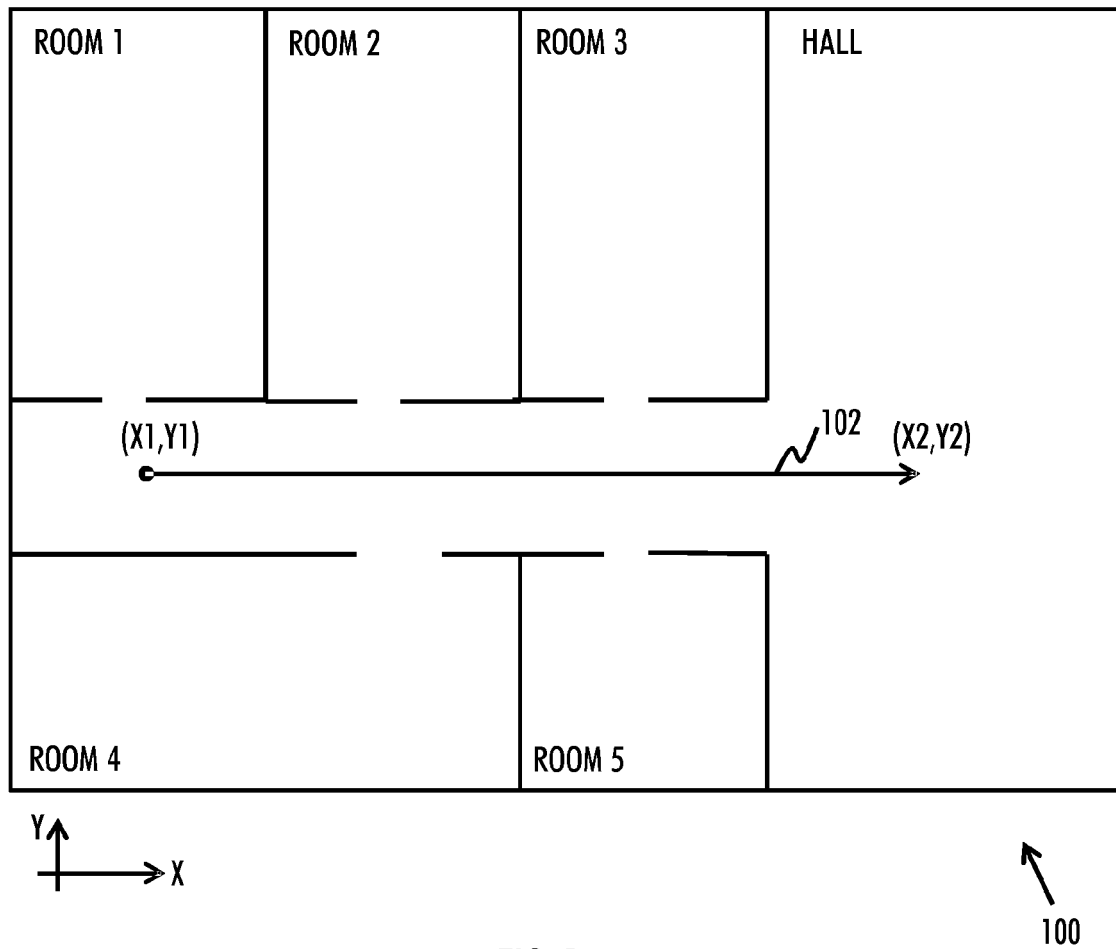 ROOM 1
ROOM 2
ROOM 3
HALL
(X1,Y1)
102
(X2,Y2)
ROOM 4
ROOM 5
Y
X
100